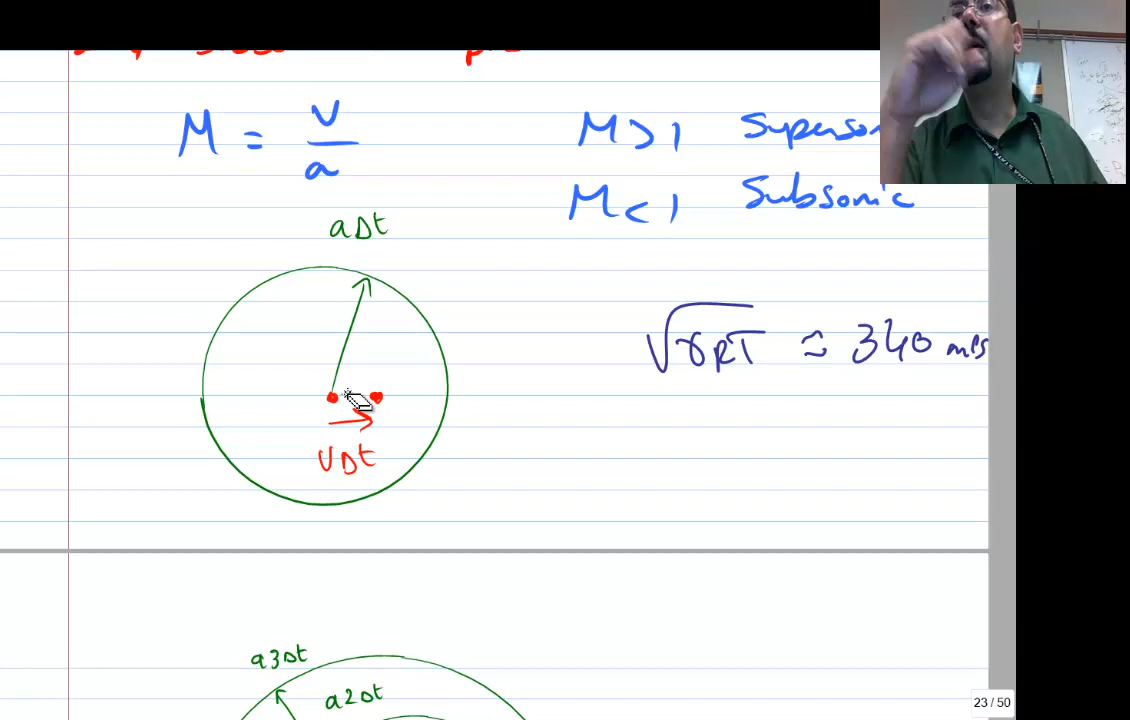 M = V/a
M > 1 Superson
M < 1 Subsonic
aΔt
√γRT ≈ 340 m/s
VΔt
a3Δt
a2Δt
23 / 50